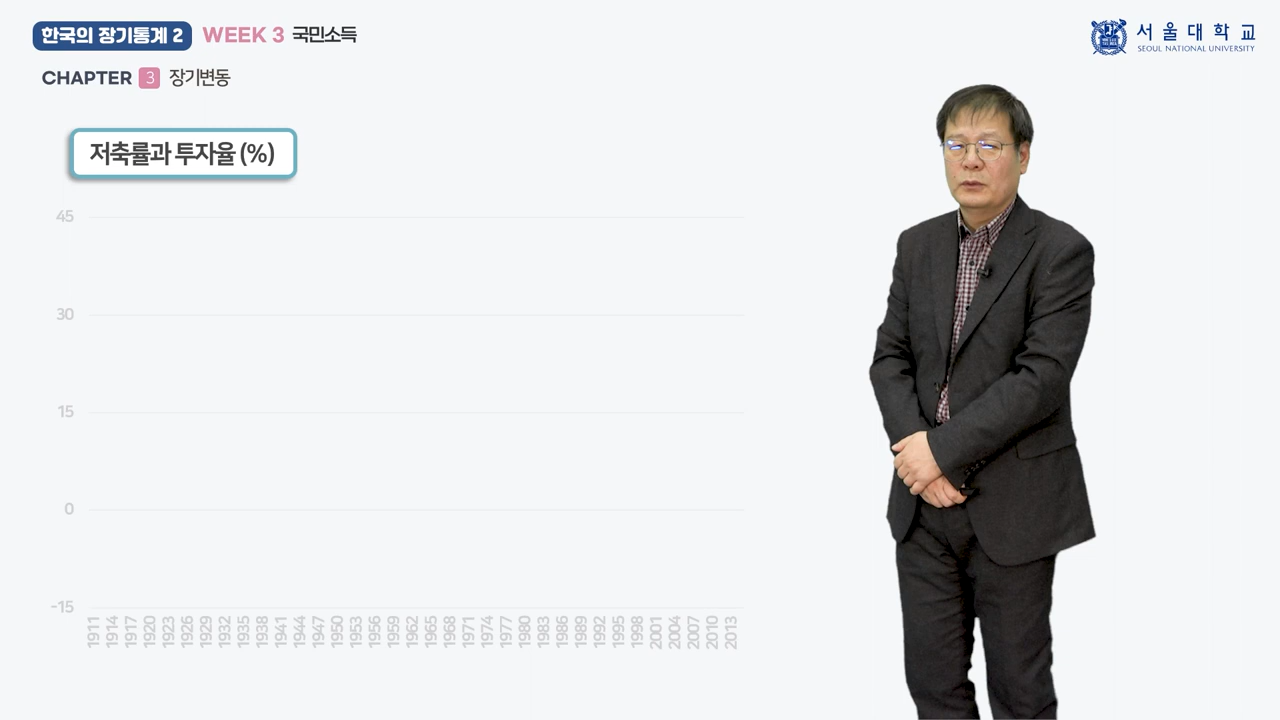 한국의 장기통계 2 WEEK 3 국민소득
서울대학교
SEOUL NATIONAL UNIVERSITY
CHAPTER 3 장기변동
저축률과 투자율 (%)
45
30
15
0
-15
1911 1914 1917 1920 1923 1926 1929 1932 1935 1938 1941 1944 1947 1950 1953 1956 1959 1962 1965 1968 1971 1974 1977 1980 1983 1986 1989 1992 1995 1998 2001 2004 2007 2010 2013